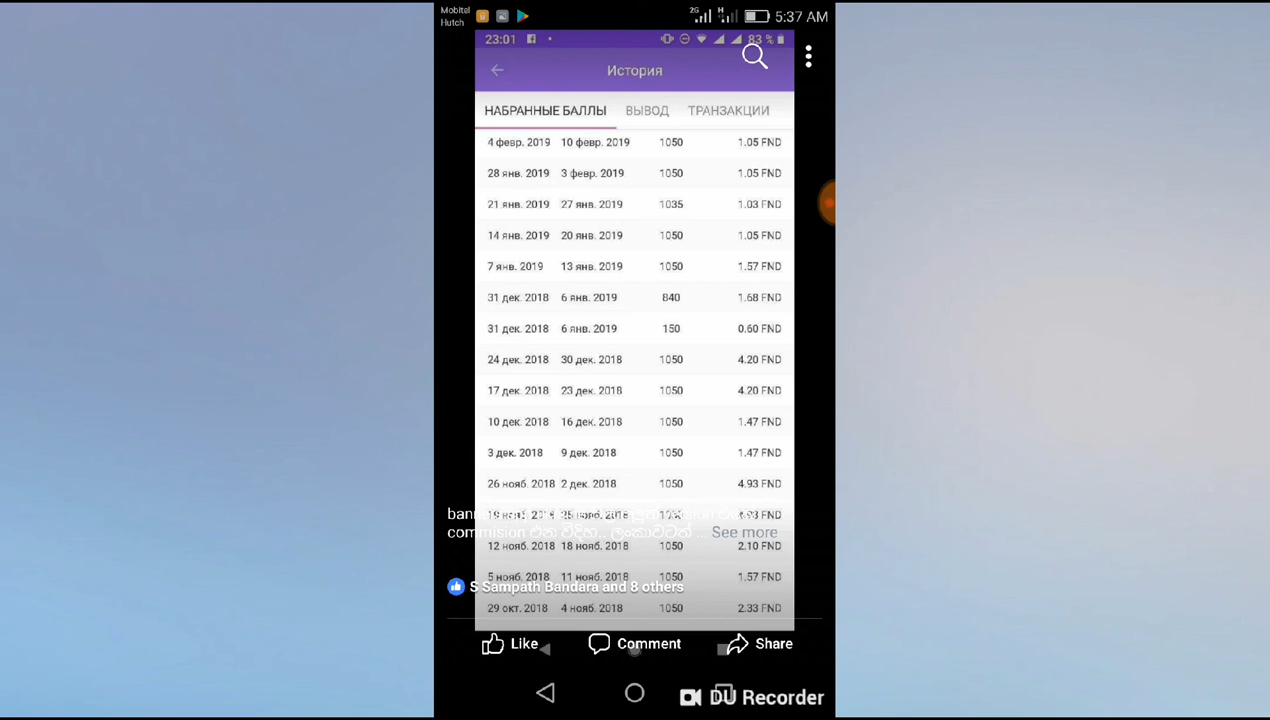 Mobitel
Hutch
2G H 5:37 AM
23:01 83 %
История
НАБРАННЫЕ БАЛЛЫ ВЫВОД ТРАНЗАКЦИИ
4 февр. 2019 10 февр. 2019 1050 1.05 FND
28 янв. 2019 3 февр. 2019 1050 1.05 FND
21 янв. 2019 27 янв. 2019 1035 1.03 FND
14 янв. 2019 20 янв. 2019 1050 1.05 FND
7 янв. 2019 13 янв. 2019 1050 1.57 FND
31 дек. 2018 6 янв. 2019 840 1.68 FND
31 дек. 2018 6 янв. 2019 150 0.60 FND
24 дек. 2018 30 дек. 2018 1050 4.20 FND
17 дек. 2018 23 дек. 2018 1050 4.20 FND
10 дек. 2018 16 дек. 2018 1050 1.47 FND
3 дек. 2018 9 дек. 2018 1050 1.47 FND
26 нояб. 2018 2 дек. 2018 1050 4.93 FND
commision එන විදිහ.. ලංකාවටත් ... See more
12 нояб. 2018 18 нояб. 2018 1050 2.10 FND
5 нояб. 2018 11 нояб. 2018 1050 1.57 FND
S Sampath Bandara and 8 others
29 окт. 2018 4 нояб. 2018 1050 2.33 FND
Like Comment Share
DU Recorder